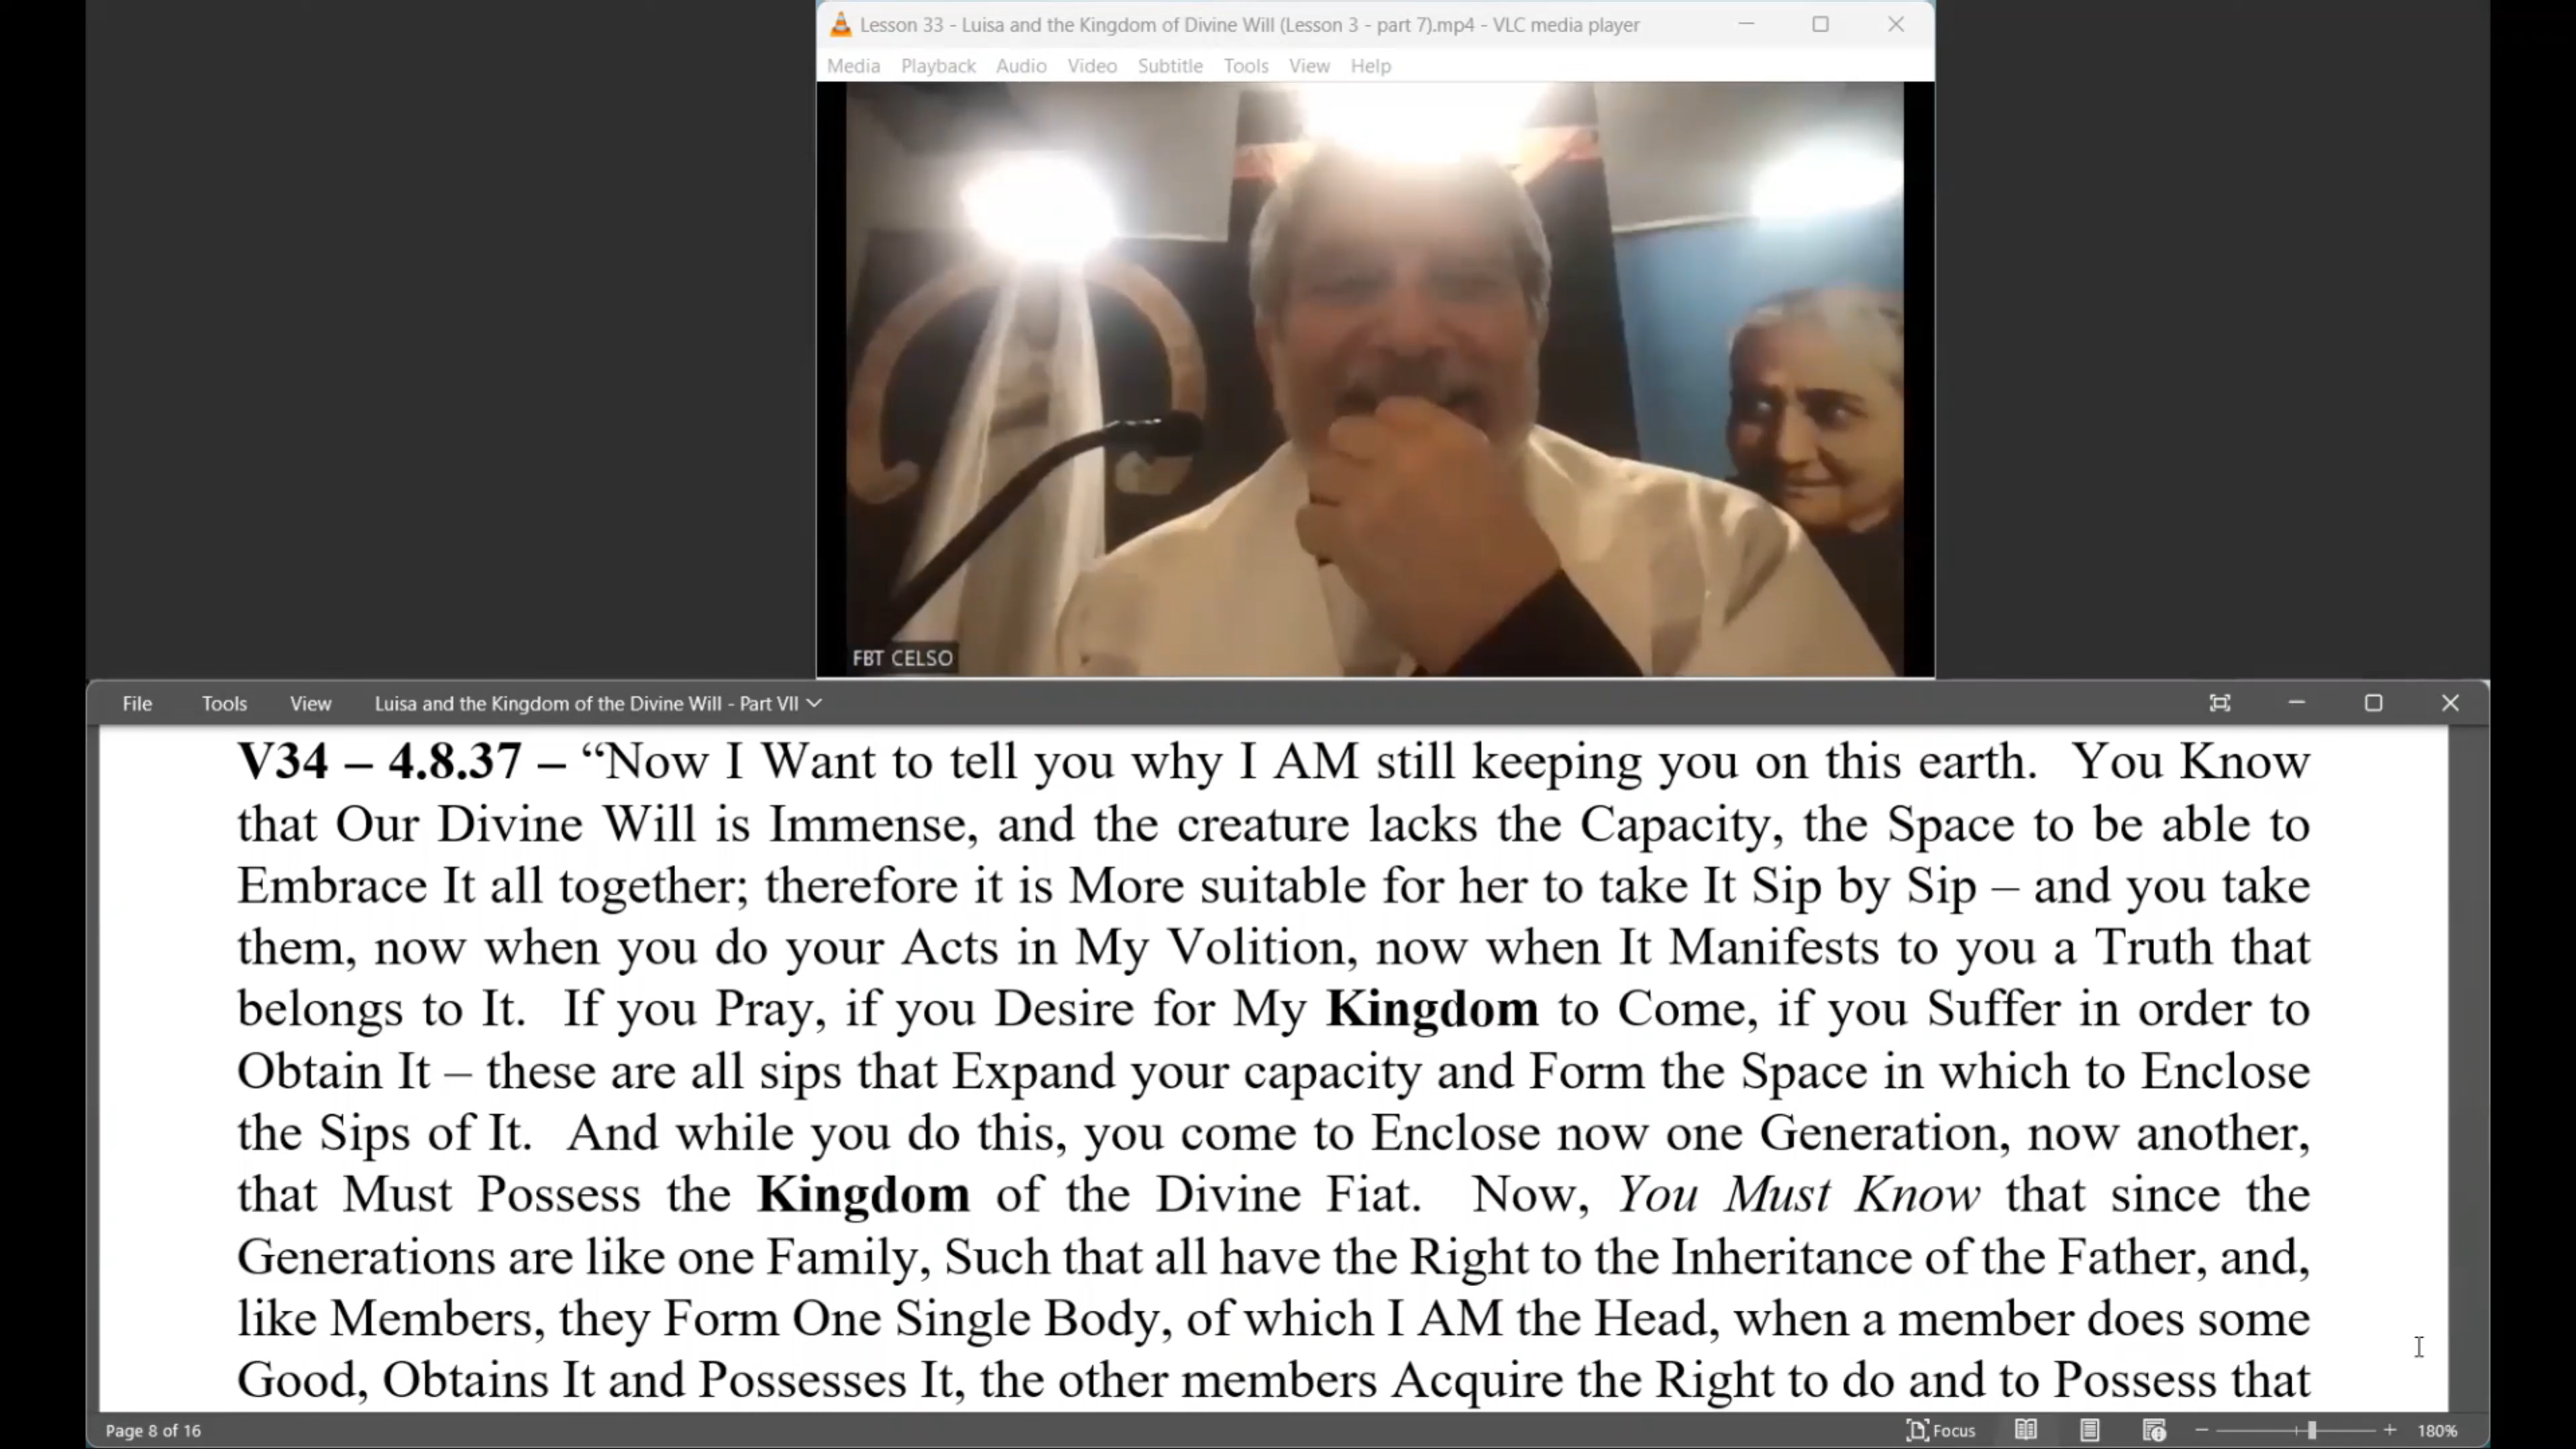 Lesson 33 - Luisa and the Kingdom of Divine Will (Lesson 3 - part 7).mp4 - VLC media player
Media Playback Audio Video Subtitle Tools View Help
FBT CELSO
File Tools View Luisa and the Kingdom of the Divine Will - Part VII
V34 – 4.8.37 – “Now I Want to tell you why I AM still keeping you on this earth. You Know
that Our Divine Will is Immense, and the creature lacks the Capacity, the Space to be able to
Embrace It all together; therefore it is More suitable for her to take It Sip by Sip – and you take
them, now when you do your Acts in My Volition, now when It Manifests to you a Truth that
belongs to It. If you Pray, if you Desire for My Kingdom to Come, if you Suffer in order to
Obtain It – these are all sips that Expand your capacity and Form the Space in which to Enclose
the Sips of It. And while you do this, you come to Enclose now one Generation, now another,
that Must Possess the Kingdom of the Divine Fiat. Now, You Must Know that since the
Generations are like one Family, Such that all have the Right to the Inheritance of the Father, and,
like Members, they Form One Single Body, of which I AM the Head, when a member does some
Good, Obtains It and Possesses It, the other members Acquire the Right to do and to Possess that
Page 8 of 16 Focus 180%